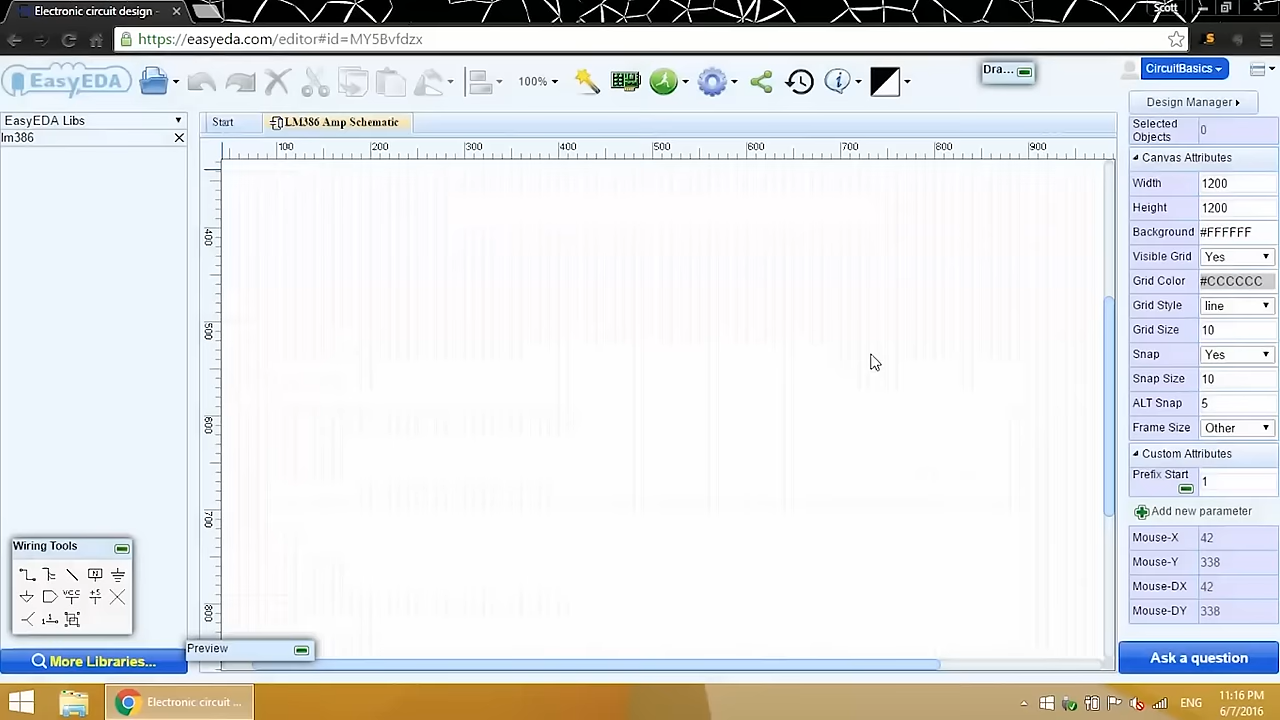 Electronic circuit design -
Scott
https://easyeda.com/editor#id=MY5Bvfdzx
EasyEDA
100%
Dra...
CircuitBasics
Design Manager
EasyEDA Libs
lm386
Start
LM386 Amp Schematic
100
200
300
400
500
600
700
800
900
400
500
600
700
800
Selected Objects 0
Canvas Attributes
Width 1200
Height 1200
Background #FFFFFF
Visible Grid Yes
Grid Color #CCCCCC
Grid Style line
Grid Size 10
Snap Yes
Snap Size 10
ALT Snap 5
Frame Size Other
Custom Attributes
Prefix Start 1
Add new parameter
Mouse-X 42
Mouse-Y 338
Mouse-DX 42
Mouse-DY 338
Wiring Tools
N
VCC
+5
Preview
More Libraries...
Ask a question
Electronic circuit ...
ENG
11:16 PM
6/7/2016